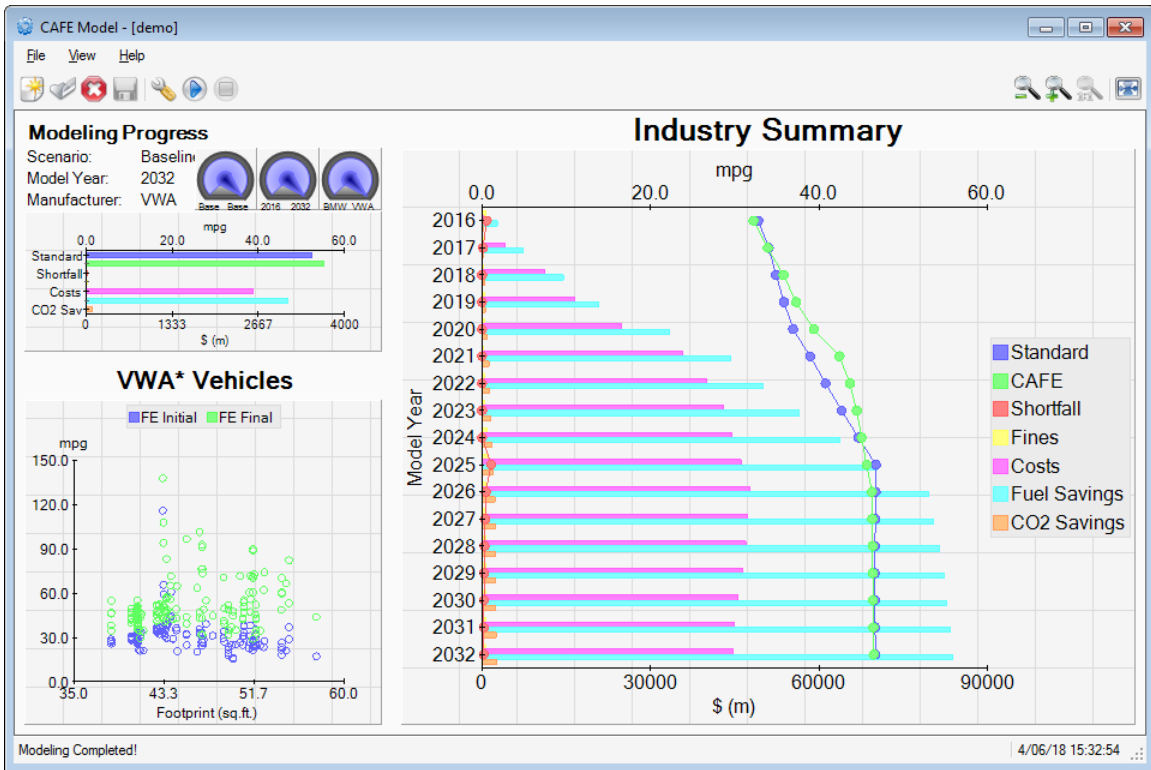 CAFE Model - [demo]
File View Help
Modeling Progress
Scenario: Baselin
Model Year: 2032
Manufacturer: VWA
Base Base
2016 2032
BMW VWA
mpg
0.0 20.0 40.0 60.0
Standard
Shortfall
Costs
CO2 Sav
0 1333 2667 4000
$ (m)
VWA* Vehicles
FE Initial FE Final
mpg
150.0
120.0
90.0
60.0
30.0
0.0
35.0 43.3 51.7 60.0
Footprint (sq.ft.)
Industry Summary
mpg
0.0 20.0 40.0 60.0
Model Year
2016
2017
2018
2019
2020
2021
2022
2023
2024
2025
2026
2027
2028
2029
2030
2031
2032
0 30000 60000 90000
$ (m)
Standard
CAFE
Shortfall
Fines
Costs
Fuel Savings
CO2 Savings
Modeling Completed!
4/06/18 15:32:54